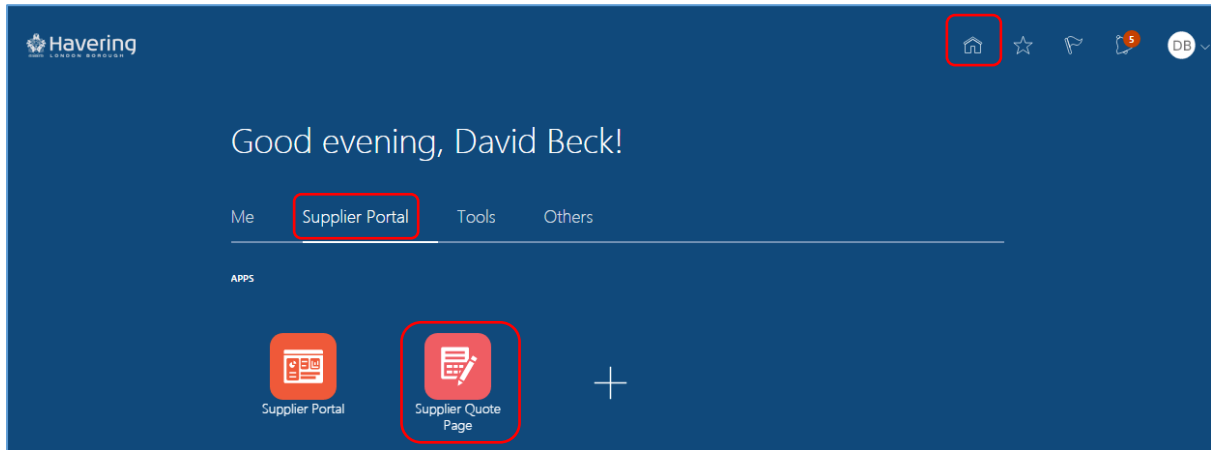 Havering
LONDON BOROUGH
5
DB
Good evening, David Beck!
Me Supplier Portal Tools Others
APPS
Supplier Portal
Supplier Quote
Page